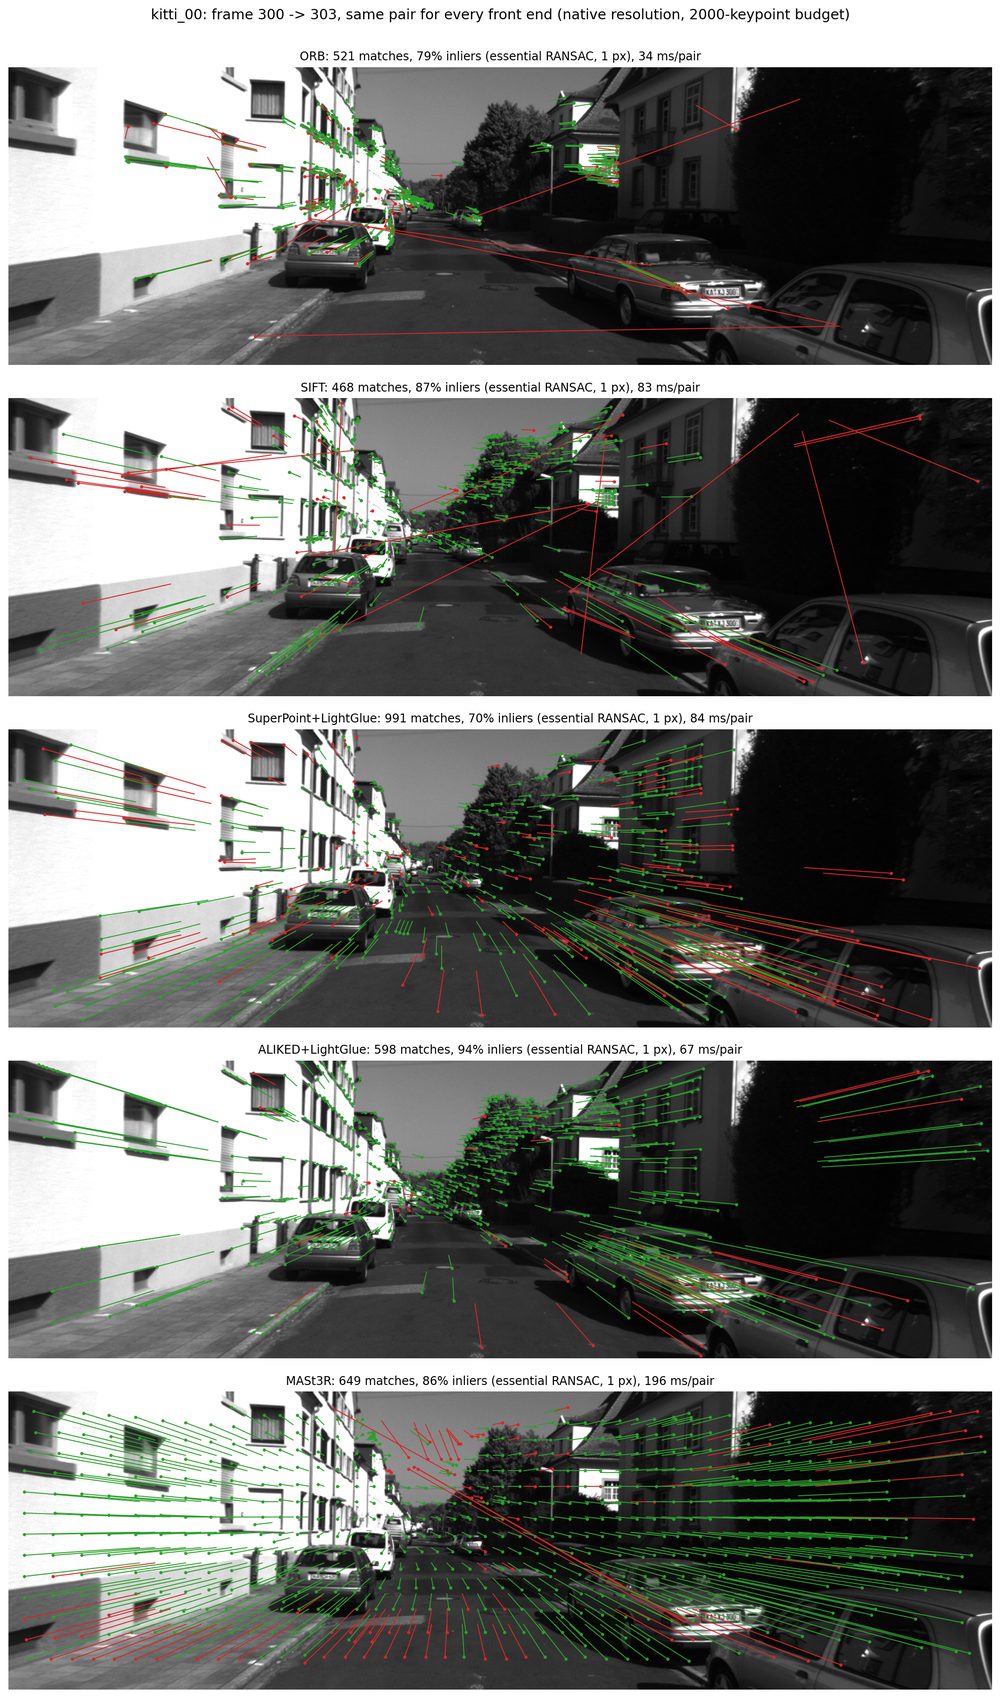 kitti_00: frame 300 -> 303, same pair for every front end (native resolution, 2000-keypoint budget)
ORB: 521 matches, 79% inliers (essential RANSAC, 1 px), 34 ms/pair
SIFT: 468 matches, 87% inliers (essential RANSAC, 1 px), 83 ms/pair
SuperPoint+LightGlue: 991 matches, 70% inliers (essential RANSAC, 1 px), 84 ms/pair
ALIKED+LightGlue: 598 matches, 94% inliers (essential RANSAC, 1 px), 67 ms/pair
MASt3R: 649 matches, 86% inliers (essential RANSAC, 1 px), 196 ms/pair